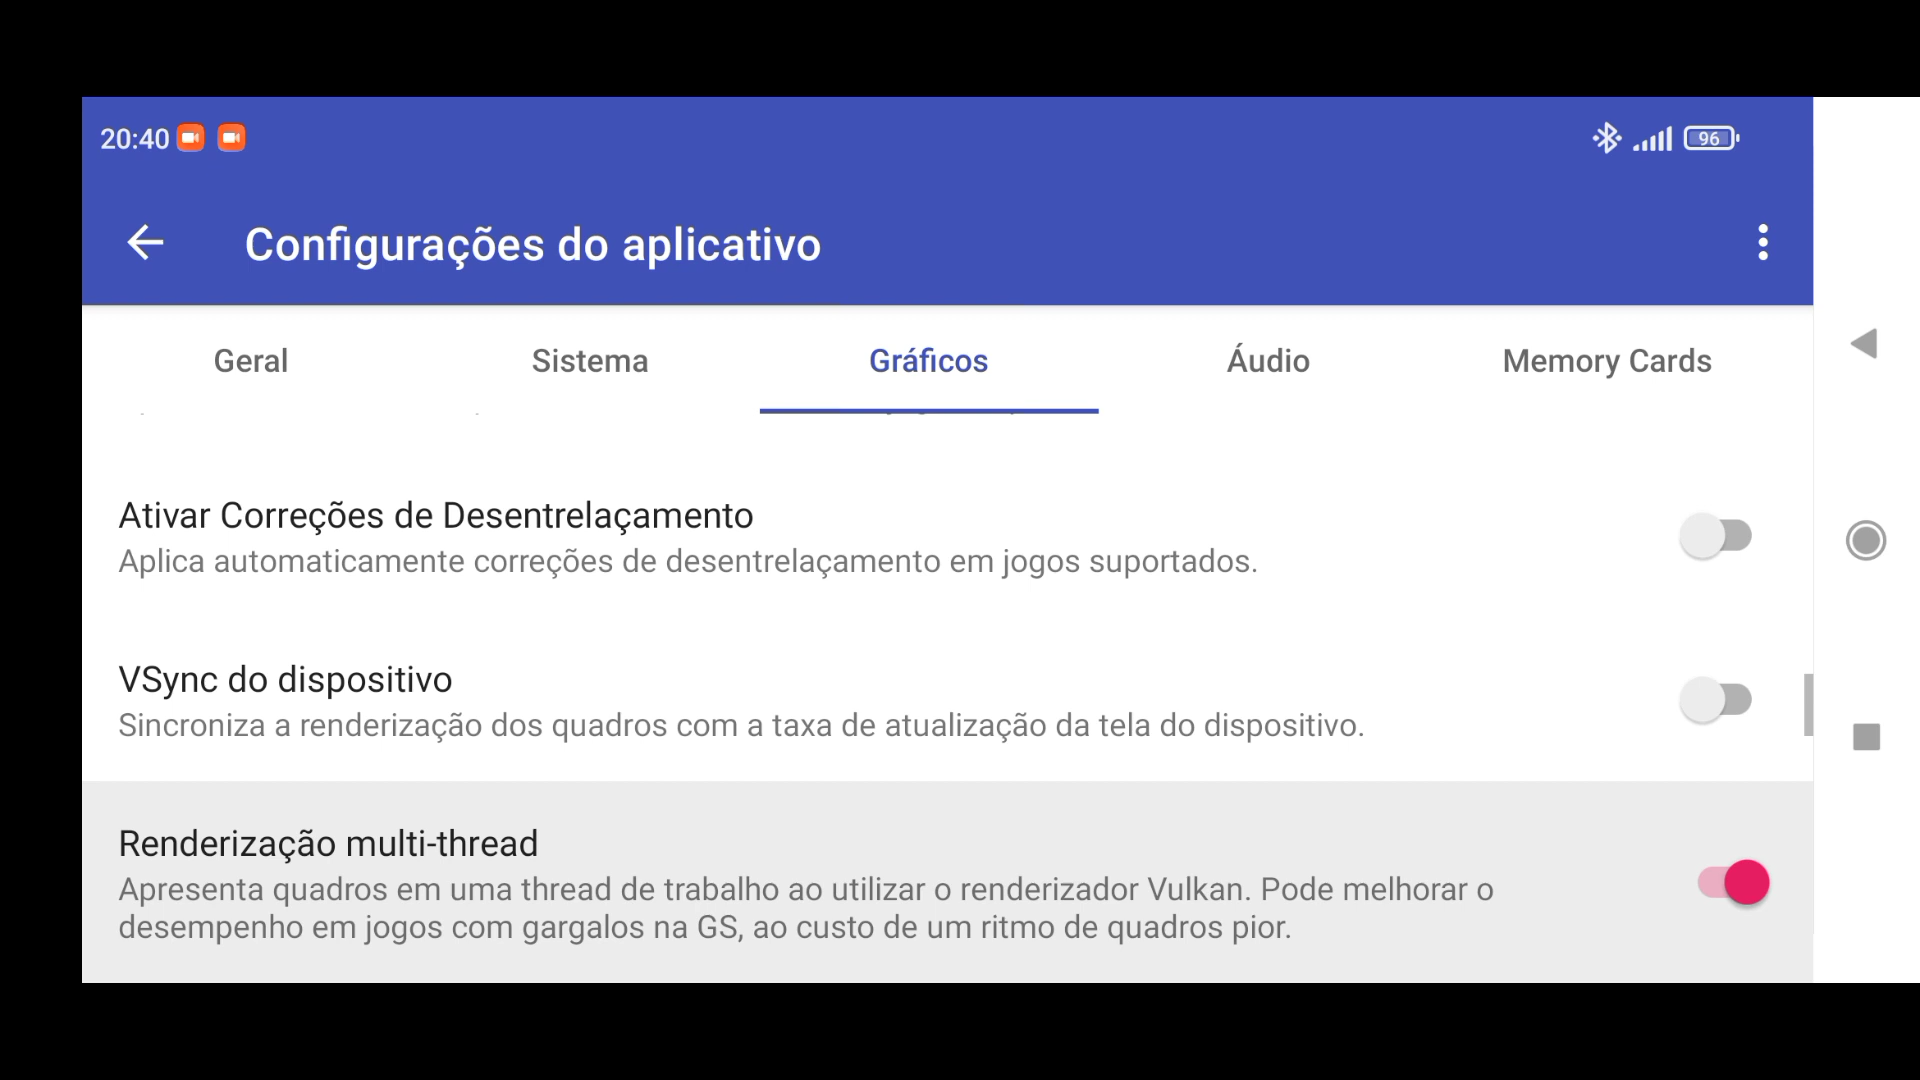 20:40
96
Configurações do aplicativo
Geral
Sistema
Gráficos
Áudio
Memory Cards
Ativar Correções de Desentrelaçamento
Aplica automaticamente correções de desentrelaçamento em jogos suportados.
VSync do dispositivo
Sincroniza a renderização dos quadros com a taxa de atualização da tela do dispositivo.
Renderização multi-thread
Apresenta quadros em uma thread de trabalho ao utilizar o renderizador Vulkan. Pode melhorar o
desempenho em jogos com gargalos na GS, ao custo de um ritmo de quadros pior.